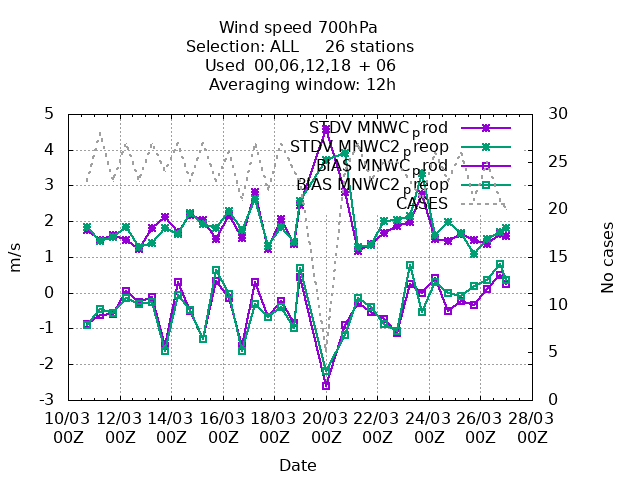 Wind speed 700hPa
Selection: ALL 26 stations
Used 00,06,12,18 + 06
Averaging window: 12h
5 30
STDV MNWC_prod
4 25
STDV MNWC2_preop
BIAS MNWC_prod
3
BIAS MNWC2_preop
20
CASES
2
m/s
1 15
No cases
0
10
-1
5
-2
-3 0
10/03 12/03 14/03 16/03 18/03 20/03 22/03 24/03 26/03 28/03
00Z 00Z 00Z 00Z 00Z 00Z 00Z 00Z 00Z 00Z
Date